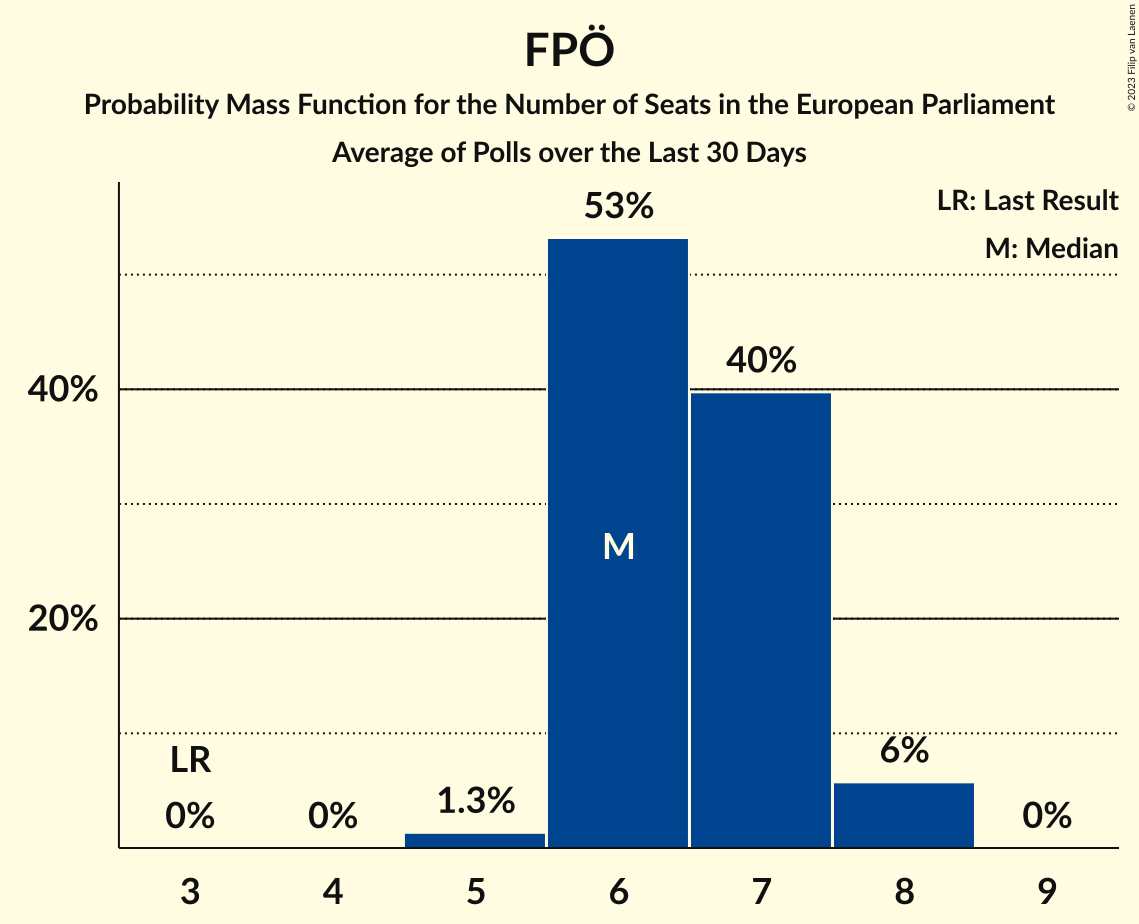 FPÖ
Probability Mass Function for the Number of Seats in the European Parliament
Average of Polls over the Last 30 Days
© 2023 Filip van Laenen
LR: Last Result
M: Median
53%
40%
40%
M
20%
LR
6%
1.3%
0%
0%
0%
3 4 5 6 7 8 9